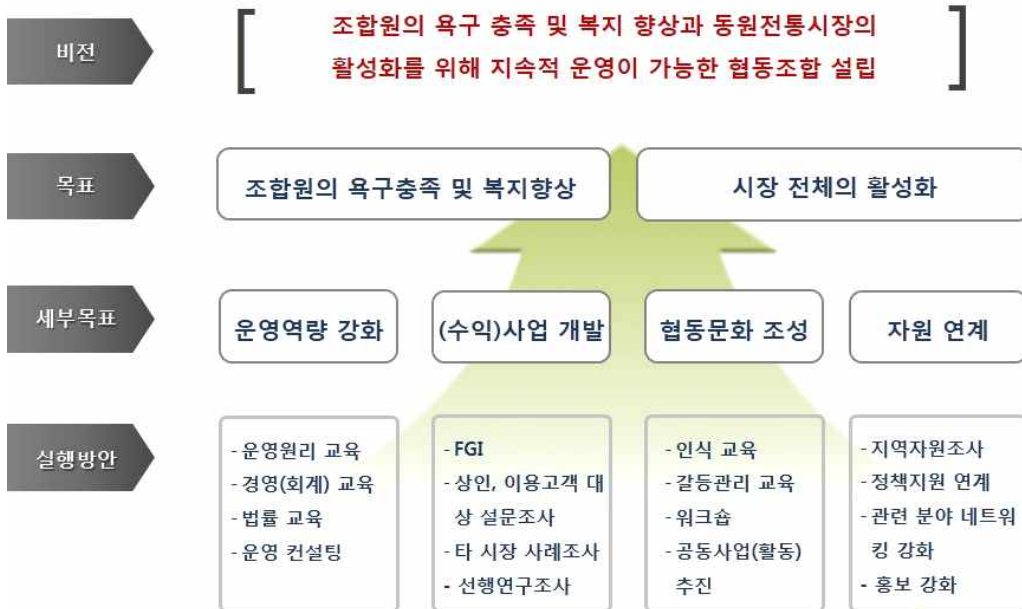 비전
조합원의 욕구 충족 및 복지 향상과 동원전통시장의
활성화를 위해 지속적 운영이 가능한 협동조합 설립
목표
조합원의 욕구충족 및 복지향상
시장 전체의 활성화
세부목표
운영역량 강화
(수익)사업 개발
협동문화 조성
자원 연계
실행방안
- 운영원리 교육
- 경영(회계) 교육
- 법률 교육
- 운영 컨설팅
- FGI
- 상인, 이용고객 대
상 설문조사
- 타 시장 사례조사
- 선행연구조사
- 인식 교육
- 갈등관리 교육
- 워크숍
- 공동사업(활동)
추진
- 지역자원조사
- 정책지원 연계
- 관련 분야 네트워
킹 강화
- 홍보 강화